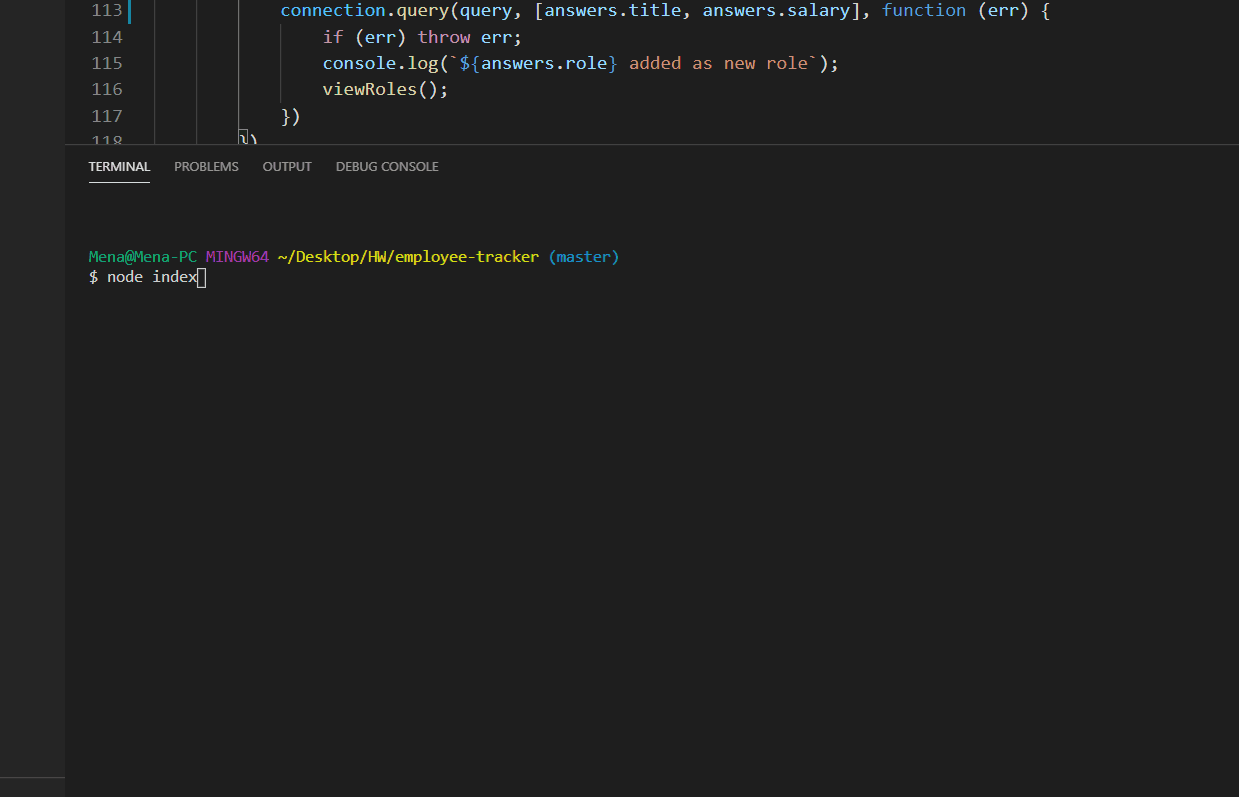 113 connection.query(query, [answers.title, answers.salary], function (err) {
114 if (err) throw err;
115 console.log(`${answers.role} added as new role`);
116 viewRoles();
117 })
118 })
TERMINAL PROBLEMS OUTPUT DEBUG CONSOLE
Mena@Mena-PC MINGW64 ~/Desktop/HW/employee-tracker (master)
$ node index